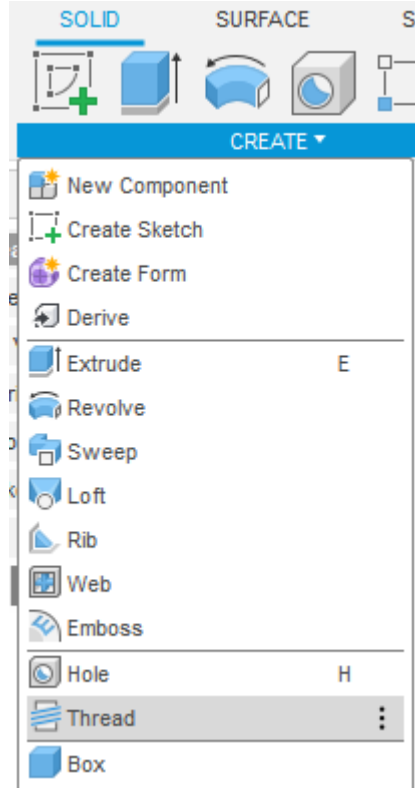 SOLID SURFACE S
CREATE
New Component
Create Sketch
Create Form
Derive
Extrude E
Revolve
Sweep
Loft
Rib
Web
Emboss
Hole H
Thread
Box